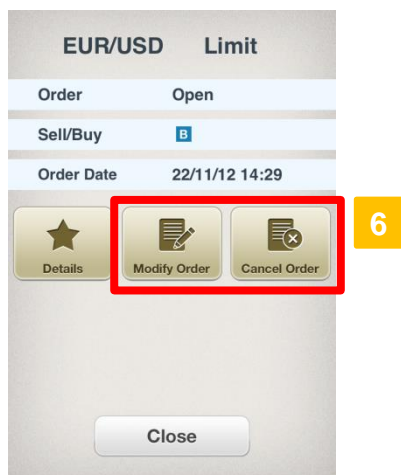 EUR/USD Limit
Order Open
Sell/Buy B
Order Date 22/11/12 14:29
6
Details Modify Order Cancel Order
Close